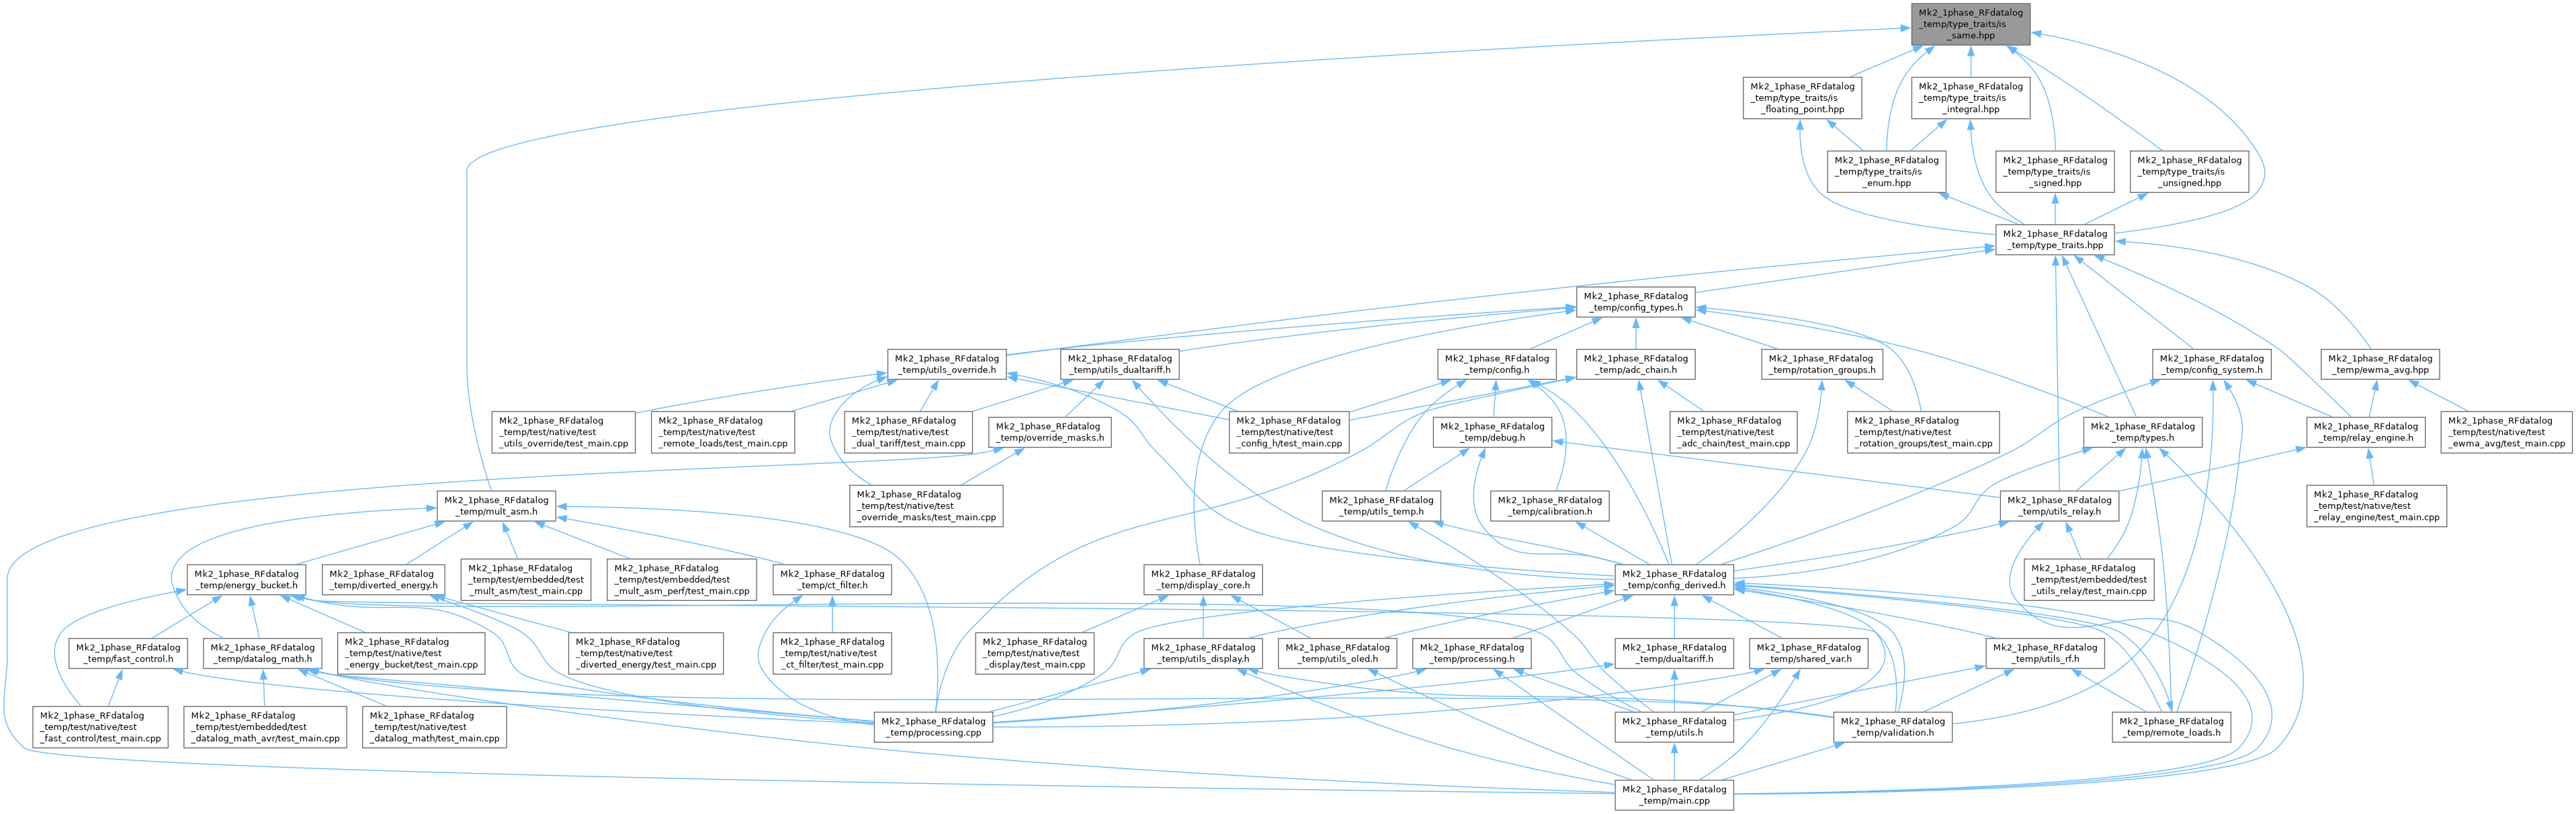 Mk2_1phase_RFdatalog
_temp/type_traits/is
_same.hpp
Mk2_1phase_RFdatalog
_temp/type_traits/is
_floating_point.hpp
Mk2_1phase_RFdatalog
_temp/type_traits/is
_integral.hpp
Mk2_1phase_RFdatalog
_temp/type_traits/is
_enum.hpp
Mk2_1phase_RFdatalog
_temp/type_traits/is
_signed.hpp
Mk2_1phase_RFdatalog
_temp/type_traits/is
_unsigned.hpp
Mk2_1phase_RFdatalog
_temp/type_traits.hpp
Mk2_1phase_RFdatalog
_temp/config_types.h
Mk2_1phase_RFdatalog
_temp/utils_override.h
Mk2_1phase_RFdatalog
_temp/utils_dualtariff.h
Mk2_1phase_RFdatalog
_temp/config.h
Mk2_1phase_RFdatalog
_temp/adc_chain.h
Mk2_1phase_RFdatalog
_temp/rotation_groups.h
Mk2_1phase_RFdatalog
_temp/config_system.h
Mk2_1phase_RFdatalog
_temp/ewma_avg.hpp
Mk2_1phase_RFdatalog
_temp/test/native/test
_utils_override/test_main.cpp
Mk2_1phase_RFdatalog
_temp/test/native/test
_remote_loads/test_main.cpp
Mk2_1phase_RFdatalog
_temp/test/native/test
_dual_tariff/test_main.cpp
Mk2_1phase_RFdatalog
_temp/override_masks.h
Mk2_1phase_RFdatalog
_temp/test/native/test
_config_h/test_main.cpp
Mk2_1phase_RFdatalog
_temp/debug.h
Mk2_1phase_RFdatalog
_temp/test/native/test
_adc_chain/test_main.cpp
Mk2_1phase_RFdatalog
_temp/test/native/test
_rotation_groups/test_main.cpp
Mk2_1phase_RFdatalog
_temp/types.h
Mk2_1phase_RFdatalog
_temp/relay_engine.h
Mk2_1phase_RFdatalog
_temp/test/native/test
_ewma_avg/test_main.cpp
Mk2_1phase_RFdatalog
_temp/mult_asm.h
Mk2_1phase_RFdatalog
_temp/test/native/test
_override_masks/test_main.cpp
Mk2_1phase_RFdatalog
_temp/utils_temp.h
Mk2_1phase_RFdatalog
_temp/calibration.h
Mk2_1phase_RFdatalog
_temp/utils_relay.h
Mk2_1phase_RFdatalog
_temp/test/native/test
_relay_engine/test_main.cpp
Mk2_1phase_RFdatalog
_temp/energy_bucket.h
Mk2_1phase_RFdatalog
_temp/diverted_energy.h
Mk2_1phase_RFdatalog
_temp/test/embedded/test
_mult_asm/test_main.cpp
Mk2_1phase_RFdatalog
_temp/test/embedded/test
_mult_asm_perf/test_main.cpp
Mk2_1phase_RFdatalog
_temp/ct_filter.h
Mk2_1phase_RFdatalog
_temp/display_core.h
Mk2_1phase_RFdatalog
_temp/config_derived.h
Mk2_1phase_RFdatalog
_temp/test/embedded/test
_utils_relay/test_main.cpp
Mk2_1phase_RFdatalog
_temp/fast_control.h
Mk2_1phase_RFdatalog
_temp/datalog_math.h
Mk2_1phase_RFdatalog
_temp/test/native/test
_energy_bucket/test_main.cpp
Mk2_1phase_RFdatalog
_temp/test/native/test
_diverted_energy/test_main.cpp
Mk2_1phase_RFdatalog
_temp/test/native/test
_ct_filter/test_main.cpp
Mk2_1phase_RFdatalog
_temp/test/native/test
_display/test_main.cpp
Mk2_1phase_RFdatalog
_temp/utils_display.h
Mk2_1phase_RFdatalog
_temp/utils_oled.h
Mk2_1phase_RFdatalog
_temp/processing.h
Mk2_1phase_RFdatalog
_temp/dualtariff.h
Mk2_1phase_RFdatalog
_temp/shared_var.h
Mk2_1phase_RFdatalog
_temp/utils_rf.h
Mk2_1phase_RFdatalog
_temp/test/native/test
_fast_control/test_main.cpp
Mk2_1phase_RFdatalog
_temp/test/embedded/test
_datalog_math_avr/test_main.cpp
Mk2_1phase_RFdatalog
_temp/test/native/test
_datalog_math/test_main.cpp
Mk2_1phase_RFdatalog
_temp/processing.cpp
Mk2_1phase_RFdatalog
_temp/utils.h
Mk2_1phase_RFdatalog
_temp/validation.h
Mk2_1phase_RFdatalog
_temp/remote_loads.h
Mk2_1phase_RFdatalog
_temp/main.cpp